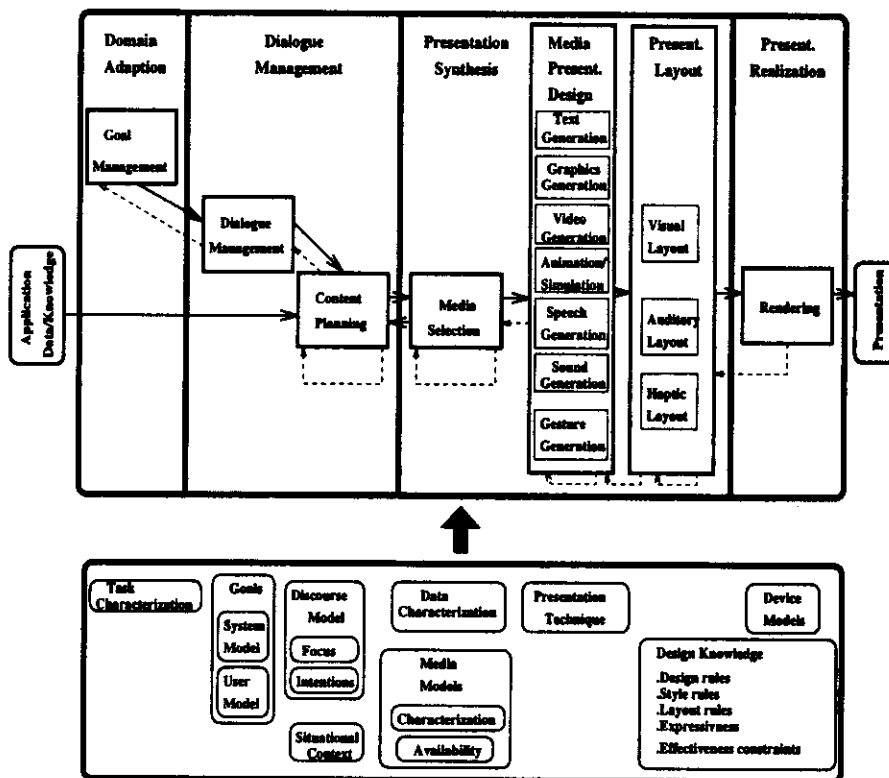 Domain
Adaption
Dialogue
Management
Presentation
Synthesis
Media
Present.
Design
Present.
Layout
Present.
Realization
Goal
Management
Dialogue
Management
Content
Planning
Media
Selection
Text
Generation
Graphics
Generation
Video
Generation
Animation/
Simulation
Speech
Generation
Sound
Generation
Gesture
Generation
Visual
Layout
Auditory
Layout
Haptic
Layout
Rendering
Application
Data/Knowledge
Presentation
Task
Characterization
Goals
System
Model
User
Model
Discourse
Model
Focus
Intentions
Situational
Context
Data
Characterization
Media
Models
Characterization
Availability
Presentation
Technique
Device
Models
Design Knowledge
.Design rules
.Style rules
.Layout rules
.Expressivness
.Effectiveness constraints